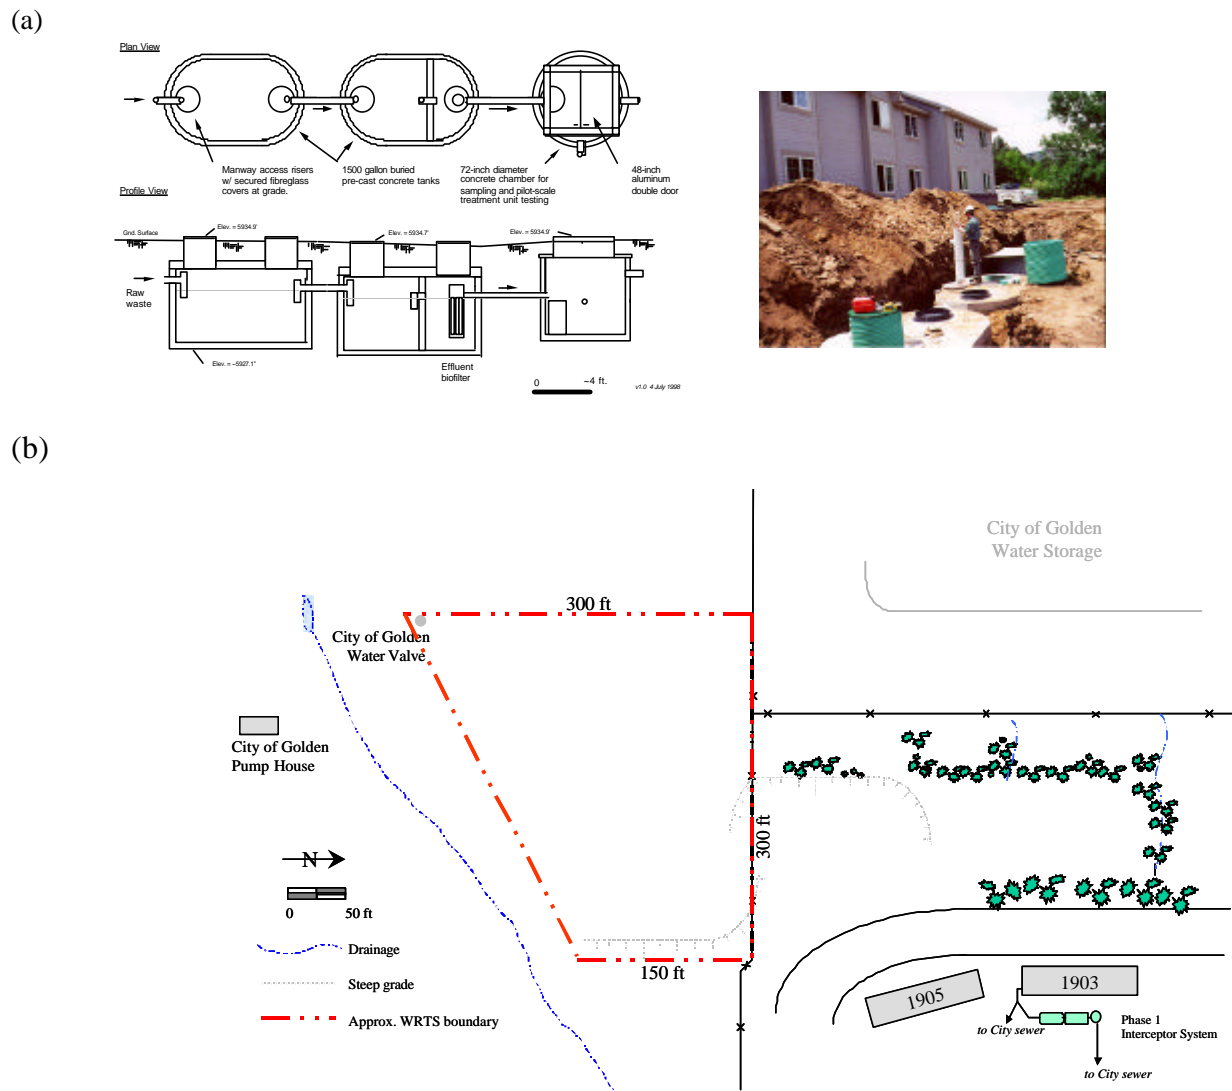 (a)
Plan View
Manway access risers
w/ secured fibreglass
covers at grade.
1500 gallon buried
pre-cast concrete tanks
72-inch diameter
concrete chamber for
sampling and pilot-scale
treatment unit testing
48-inch
aluminum
double door
Profile View
Gnd. Surface
Elev. = 5934.9'
Elev. = 5934.7'
Elev. = 5934.9'
Raw
waste
Elev. = ~5927.1"
Effluent
biofilter
0 ~4 ft.
v1.0 4 July 1998
(b)
City of Golden
Water Storage
300 ft
City of Golden
Water Valve
City of Golden
Pump House
300 ft
N
0 50 ft
Drainage
Steep grade
150 ft
Approx. WRTS boundary
1905
1903
to City sewer
Phase 1
Interceptor System
to City sewer